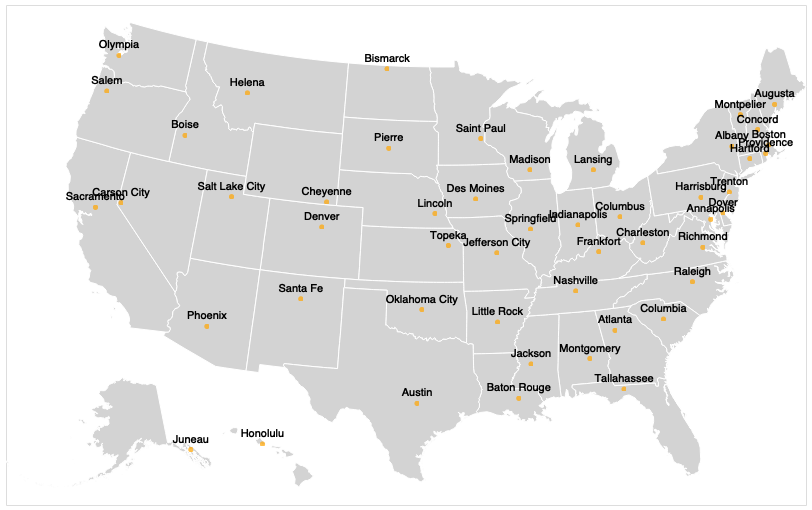 Olympia
Bismarck
Helena
Salem
Augusta
Montpelier
Concord
Boise
Saint Paul
Albany
Boston
Pierre
Providence
Hartford
Madison
Lansing
Trenton
Salt Lake City
Harrisburg
Des Moines
Cheyenne
Carson City
Sacramento
Lincoln
Columbus
Dover
Annapolis
Denver
Springfield
Indianapolis
Topeka
Jefferson City
Frankfort
Charleston
Richmond
Nashville
Raleigh
Santa Fe
Oklahoma City
Little Rock
Columbia
Phoenix
Atlanta
Jackson
Montgomery
Tallahassee
Baton Rouge
Austin
Honolulu
Juneau